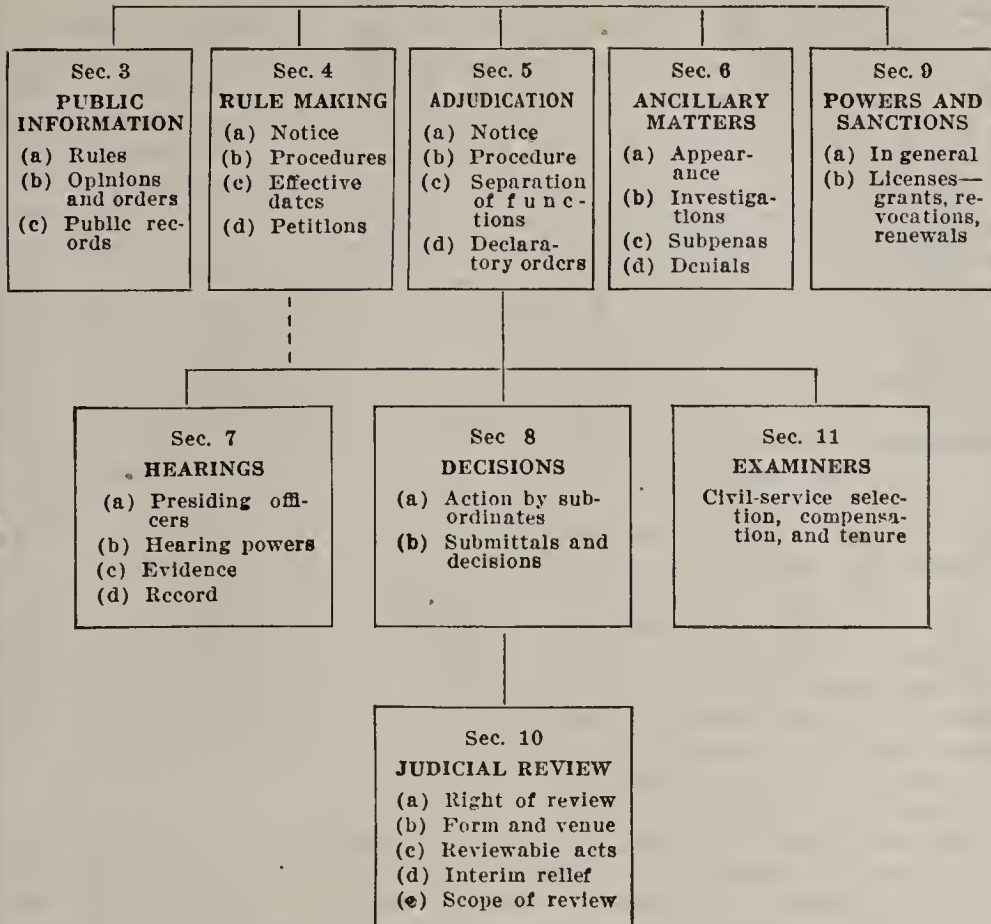 Sec. 3
PUBLIC
INFORMATION
(a) Rules
(b) Opinions
and orders
(c) Public rec-
ords
Sec. 4
RULE MAKING
(a) Notice
(b) Procedures
(c) Effective
dates
(d) Petitions
Sec. 5
ADJUDICATION
(a) Notice
(b) Procedure
(c) Separation
of func-
tions
(d) Declara-
tory orders
Sec. 6
ANCILLARY
MATTERS
(a) Appear-
ance
(b) Investiga-
tions
(c) Subpenas
(d) Denials
Sec. 9
POWERS AND
SANCTIONS
(a) In general
(b) Licenses—
grants, re-
vocations,
renewals
Sec. 7
HEARINGS
(a) Presiding offi-
cers
(b) Hearing powers
(c) Evidence
(d) Record
Sec 8
DECISIONS
(a) Action by sub-
ordinates
(b) Submittals and
decisions
Sec. 11
EXAMINERS
Civil-service selec-
tion, compensa-
tion, and tenure
Sec. 10
JUDICIAL REVIEW
(a) Right of review
(b) Form and venue
(c) Reviewable acts
(d) Interim relief
(e) Scope of review